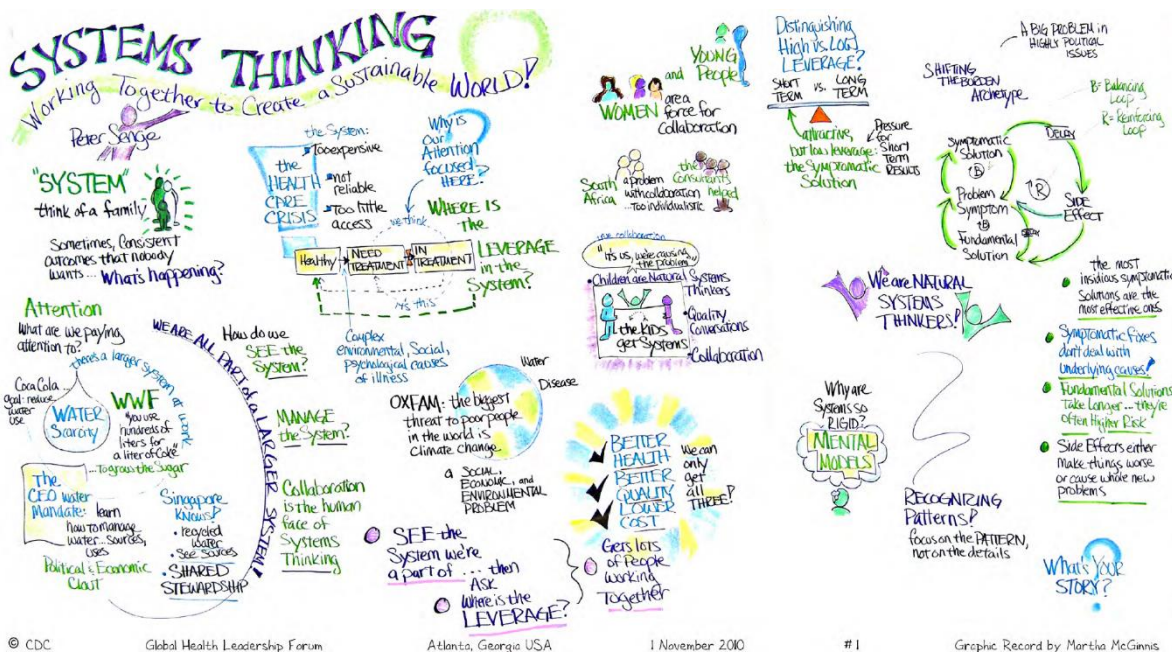 SYSTEMS THINKING
Working Together to Create a Sustainable WORLD!
Peter Senge
"SYSTEM"
think of a family
Sometimes, Consistent
outcomes that nobody
wants... What's happening?
Attention
What are we paying
attention to?
there's a larger system at work
Coca Cola...
goal: reduce
water
use
WATER
Scarcity
WWF
"You use
hundreds of
liters for
a liter of Coke"
...to grow the Sugar
The
CEO water
Mandate: learn
how to manage
water...sources,
uses
Political & Economic
Clout
Singapore
KNOWS!
• recycled
water
• See Sources
• SHARED
STEWARDSHIP
WE ARE ALL PART of a LARGER SYSTEM!
the HEALTH
CARE
CRISIS
the System:
Too expensive
not
reliable
Too little
access
Why is
our
Attention
focused
HERE?
we think
Healthy
NEED
TREATMENT
IN
TREATMENT
WHERE IS
the
LEVERAGE
in the
System?
Complex
environmental, Social,
psychological causes
of illness
How do we
SEE the
System?
MANAGE
the System?
Collaboration
is the human
face of
Systems
Thinking
Water
Disease
OXFAM: the biggest
threat to poor people
in the world is
climate change
a SOCIAL,
ECONOMIC, and
ENVIRONMENTAL
PROBLEM
SEE the
System we're
a part of ... then
ASK
Where is the
LEVERAGE?
WOMEN
and
YOUNG
People
are a
force for
Collaboration
South
Africa
a problem
with collaboration
...Too individualistic
the
Consultants
helped
"It's us, we're causing
the problem"
• Children are Natural Systems
Thinkers
the kids
get Systems
• Quality
Conversations
• Collaboration
BETTER
HEALTH
BETTER
QUALITY
LOWER
COST
We can
only
get
all
THREE!
Gets lots
of People
working
Together
Distinguishing
High vs. Low
LEVERAGE?
SHORT
TERM
vs.
LONG
TERM
attractive,
but low leverage:
the Symptomatic
Solution
Pressure
for
Short
Term
RESULTS
A BIG PROBLEM in
HIGHLY POLITICAL
ISSUES
SHIFTING
THE BURDEN
Archetype
B = Balancing
Loop
R = Reinforcing
Loop
Symptomatic
Solution
B
Problem
Symptom
B
Fundamental
Solution
R
DELAY
SIDE
EFFECT
We are NATURAL
SYSTEMS
THINKERS!
Why are
Systems so
RIGID?
MENTAL
MODELS
RECOGNIZING
Patterns!
focus on the PATTERN,
not on the details
the most
insidious symptomatic
Solutions are the
most effective ones
Symptomatic Fixes
don't deal with
underlying causes!
Fundamental Solutions
Take Longer... they're
often Higher Risk
Side Effects either
make things worse
or cause whole new
problems
What's YOUR
STORY?
© CDC
Global Health Leadership Forum
Atlanta, Georgia USA
1 November 2010
#1
Graphic Record by Martha McGinnis